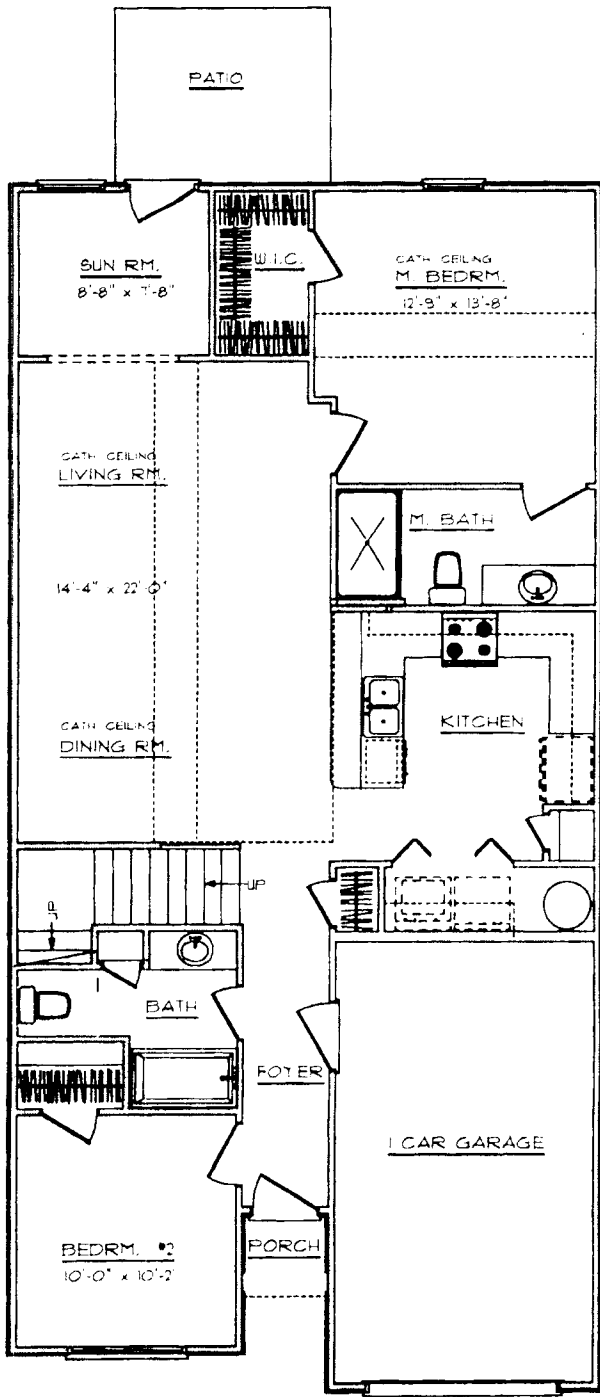 PATIO
SUN RM.
8'-8" x 7'-8"
W.I.C.
CATH CEILING
M. BEDRM.
12'-9" x 13'-8"
CATH CEILING
LIVING RM.
14'-4" x 22'-0"
M. BATH
KITCHEN
CATH CEILING
DINING RM.
UP
UP
BATH
FOYER
1 CAR GARAGE
BEDRM. #2
10'-0" x 10'-2"
PORCH